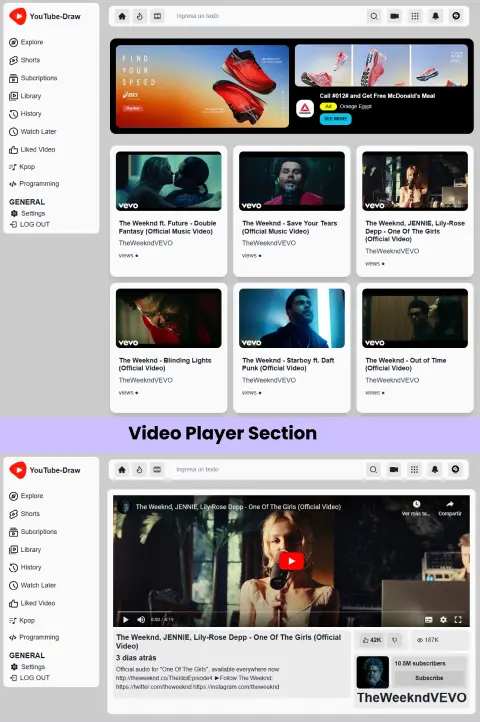 YouTube-Draw
Ingresa un texto
Explore
Shorts
Subcriptions
Library
History
Watch Later
Liked Video
Kpop
Programming
GENERAL
Settings
LOG OUT
FIND
YOUR
SPEED
asics
Call #012# and Get Free McDonald's Meal
Ad Orange Egypt
SEE MORE
vevo
The Weeknd ft. Future - Double
Fantasy (Official Music Video)
TheWeekndVEVO
views ●
vevo
The Weeknd - Save Your Tears
(Official Music Video)
TheWeekndVEVO
views ●
vevo
The Weeknd, JENNIE, Lily-Rose
Depp - One Of The Girls
(Official Video)
TheWeekndVEVO
views ●
vevo
The Weeknd - Blinding Lights
(Official Video)
TheWeekndVEVO
views ●
vevo
The Weeknd - Starboy ft. Daft
Punk (Official Video)
TheWeekndVEVO
views ●
vevo
The Weeknd - Out of Time
(Official Video)
TheWeekndVEVO
views ●
Video Player Section
YouTube-Draw
Ingresa un texto
Explore
Shorts
Subcriptions
Library
History
Watch Later
Liked Video
Kpop
Programming
GENERAL
Settings
LOG OUT
The Weeknd, JENNIE, Lily-Rose Depp - One Of The Girls (Official Video)
Ver más ta...
Compartir
0:00 / 4:19
The Weeknd, JENNIE, Lily-Rose Depp - One Of The Girls (Official
Video)
3 dias atrás
Official audio for "One Of The Girls", available everywhere now:
http://theweeknd.co/TheIdolEpisode4 ►Follow The Weeknd:
https://twitter.com/theweeknd https://instagram.com/theweeknd
42K
187K
10.5M subscribers
Subscribe
TheWeekndVEVO